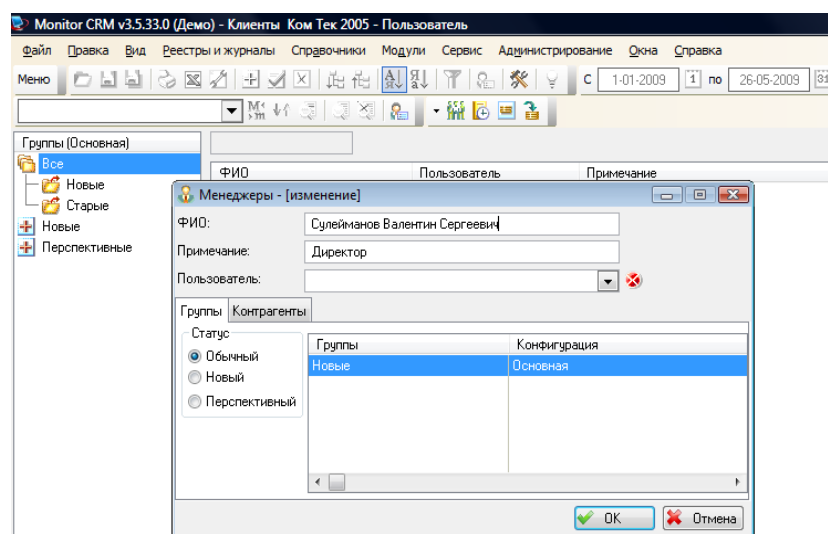 Monitor CRM v3.5.33.0 (Демо) - Клиенты Ком Тек 2005 - Пользователь
Файл Правка Вид Реестры и журналы Справочники Модули Сервис Администрирование Окна Справка
Меню С 1-01-2009 1 по 26-05-2009 31
Группы (Основная)
Все
Новые
Старые
Новые
Перспективные
ФИО Пользователь Примечание
Менеджеры - [изменение]
ФИО: Сулейманов Валентин Сергеевич
Примечание: Директор
Пользователь:
Группы Контрагенты
Статус
Обычный
Новый
Перспективный
Группы Конфигурация
Новые Основная
OK Отмена